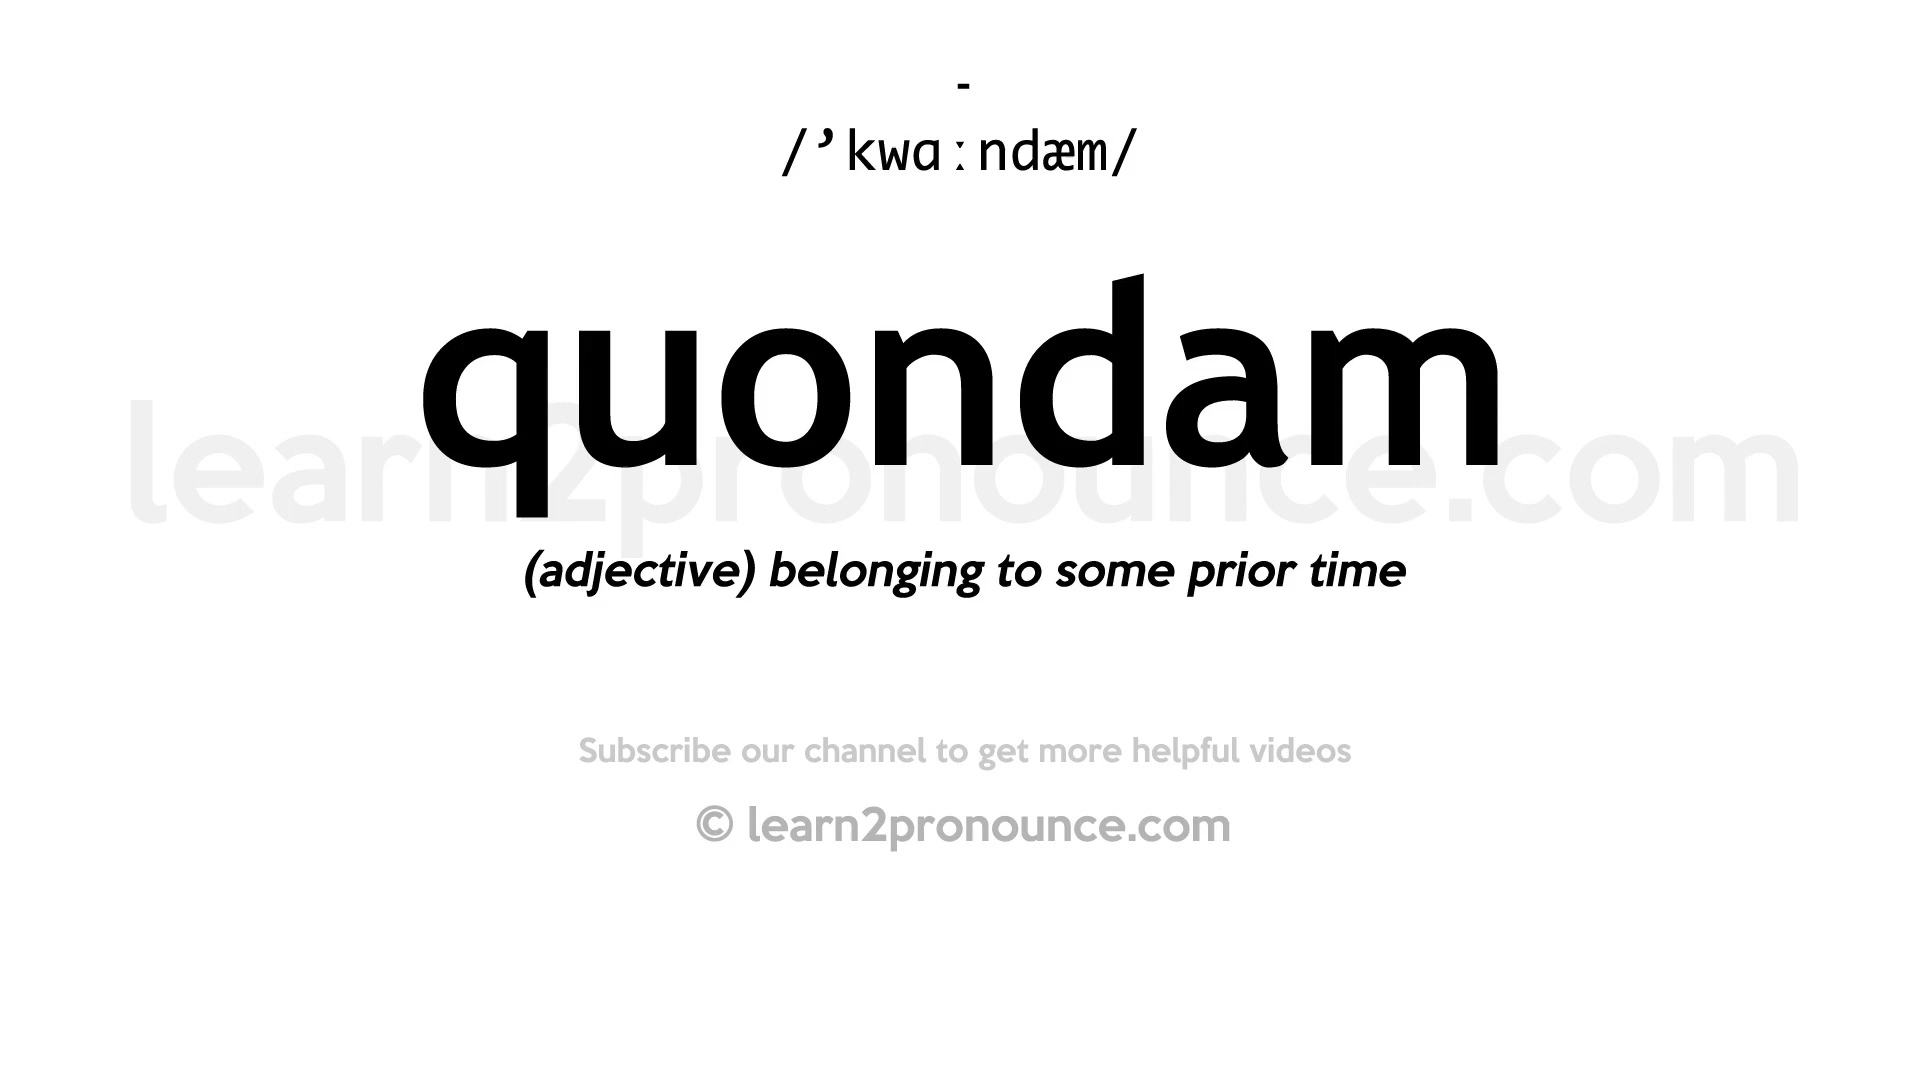 -
/’kwɑːndæm/
quondam
learn2pronounce.com
(adjective) belonging to some prior time
Subscribe our channel to get more helpful videos
© learn2pronounce.com